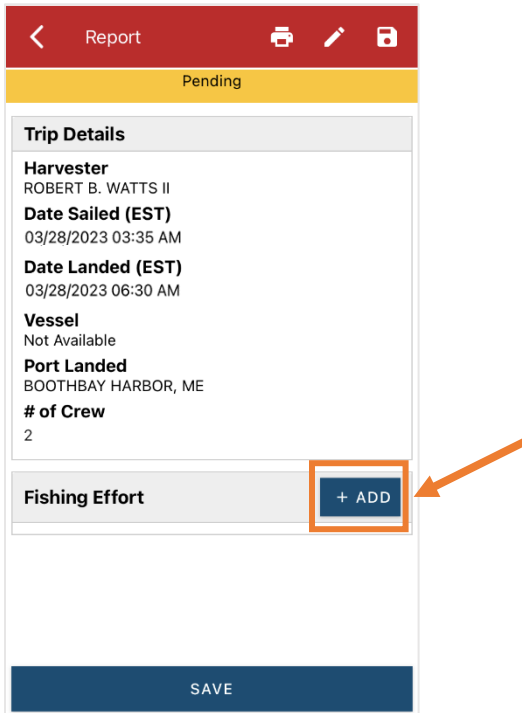 Report
Pending
Trip Details
Harvester
ROBERT B. WATTS II
Date Sailed (EST)
03/28/2023 03:35 AM
Date Landed (EST)
03/28/2023 06:30 AM
Vessel
Not Available
Port Landed
BOOTHBAY HARBOR, ME
# of Crew
2
Fishing Effort + ADD
SAVE